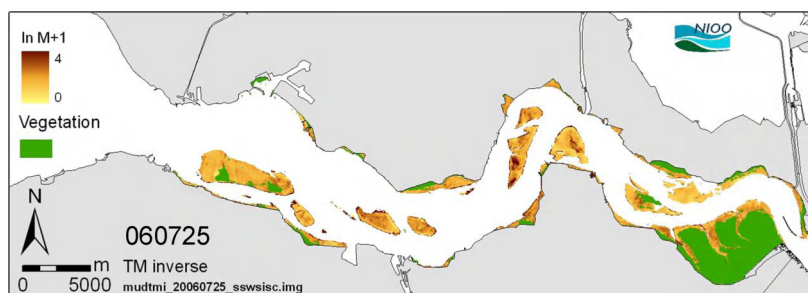 ln M+1
4
0
Vegetation
NIOO
N
060725
0 5000 m
TM inverse
mudtmi_20060725_sswsisc.img